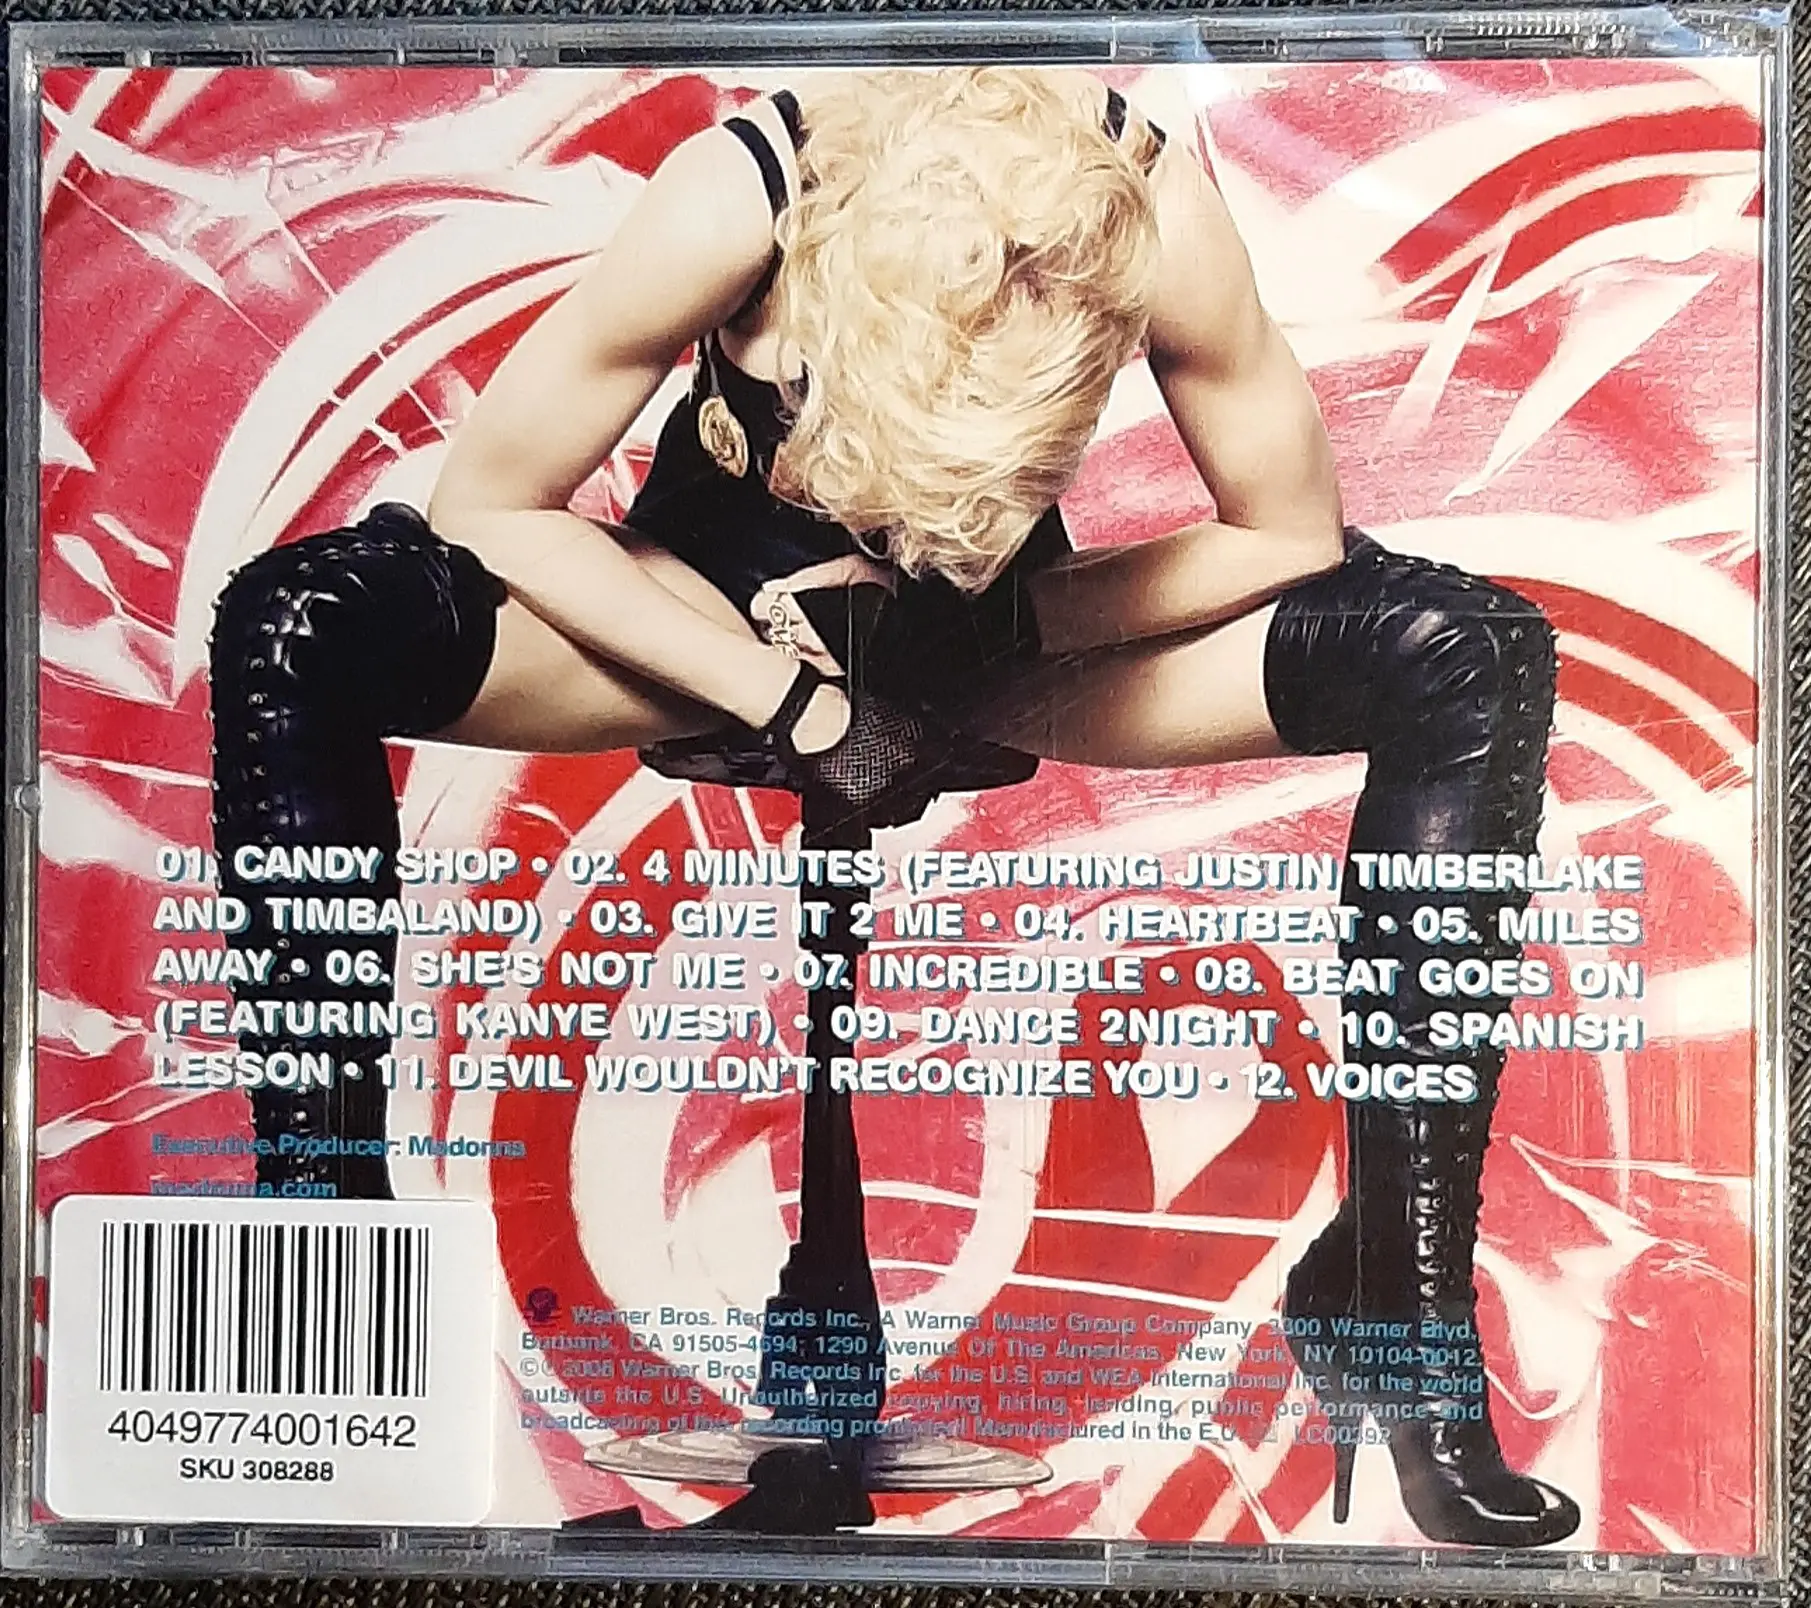 01. CANDY SHOP • 02. 4 MINUTES (FEATURING JUSTIN TIMBERLAKE
AND TIMBALAND) • 03. GIVE IT 2 ME • 04. HEARTBEAT • 05. MILES
AWAY • 06. SHE'S NOT ME • 07. INCREDIBLE • 08. BEAT GOES ON
(FEATURING KANYE WEST) • 09. DANCE 2NIGHT • 10. SPANISH
LESSON • 11. DEVIL WOULDN'T RECOGNIZE YOU • 12. VOICES
Executive Producer: Madonna
madonna.com
Warner Bros. Records Inc., A Warner Music Group Company, 3300 Warner Blvd.,
Burbank, CA 91505-4694; 1290 Avenue Of The Americas, New York, NY 10104-0012.
2008 Warner Bros. Records Inc. for the U.S. and WEA International Inc. for the world
outside the U.S. Unauthorized copying, hiring, lending, public performance and
broadcasting of this recording prohibited! Manufactured in the E.U. LC00392
4049774001642
SKU 308288